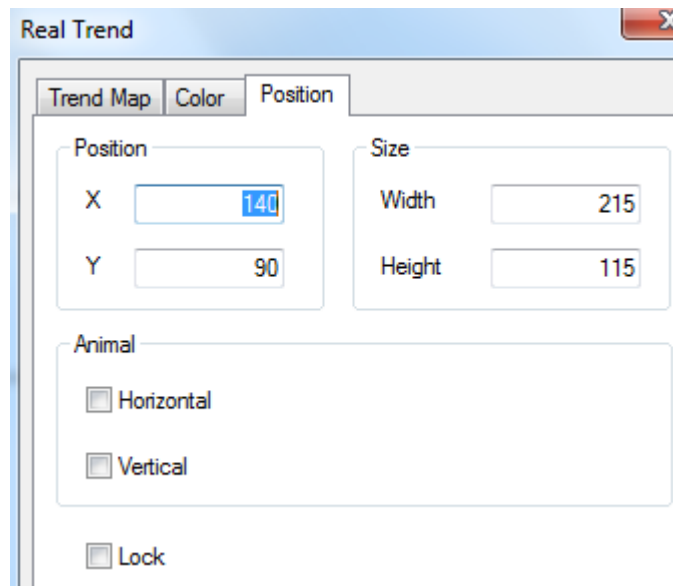 Real Trend
Trend Map Color Position
Position Size
X 140 Width 215
Y 90 Height 115
Animal
Horizontal
Vertical
Lock